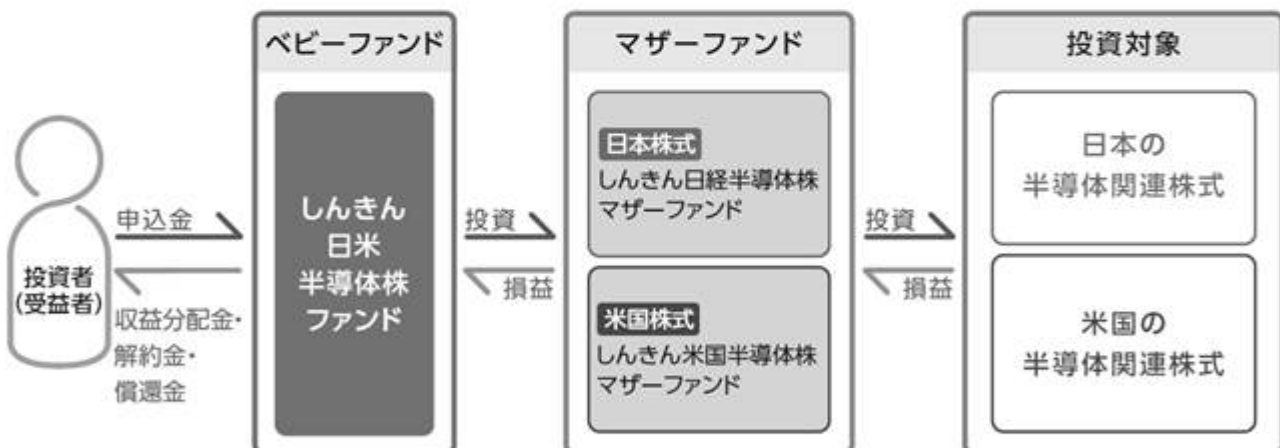 ベビーファンド
マザーファンド
投資対象
投資者
(受益者)
申込金
収益分配金・
解約金・
償還金
しんきん
日米
半導体株
ファンド
投資
損益
日本株式
しんきん日経半導体株
マザーファンド
米国株式
しんきん米国半導体株
マザーファンド
投資
損益
日本の
半導体関連株式
米国の
半導体関連株式